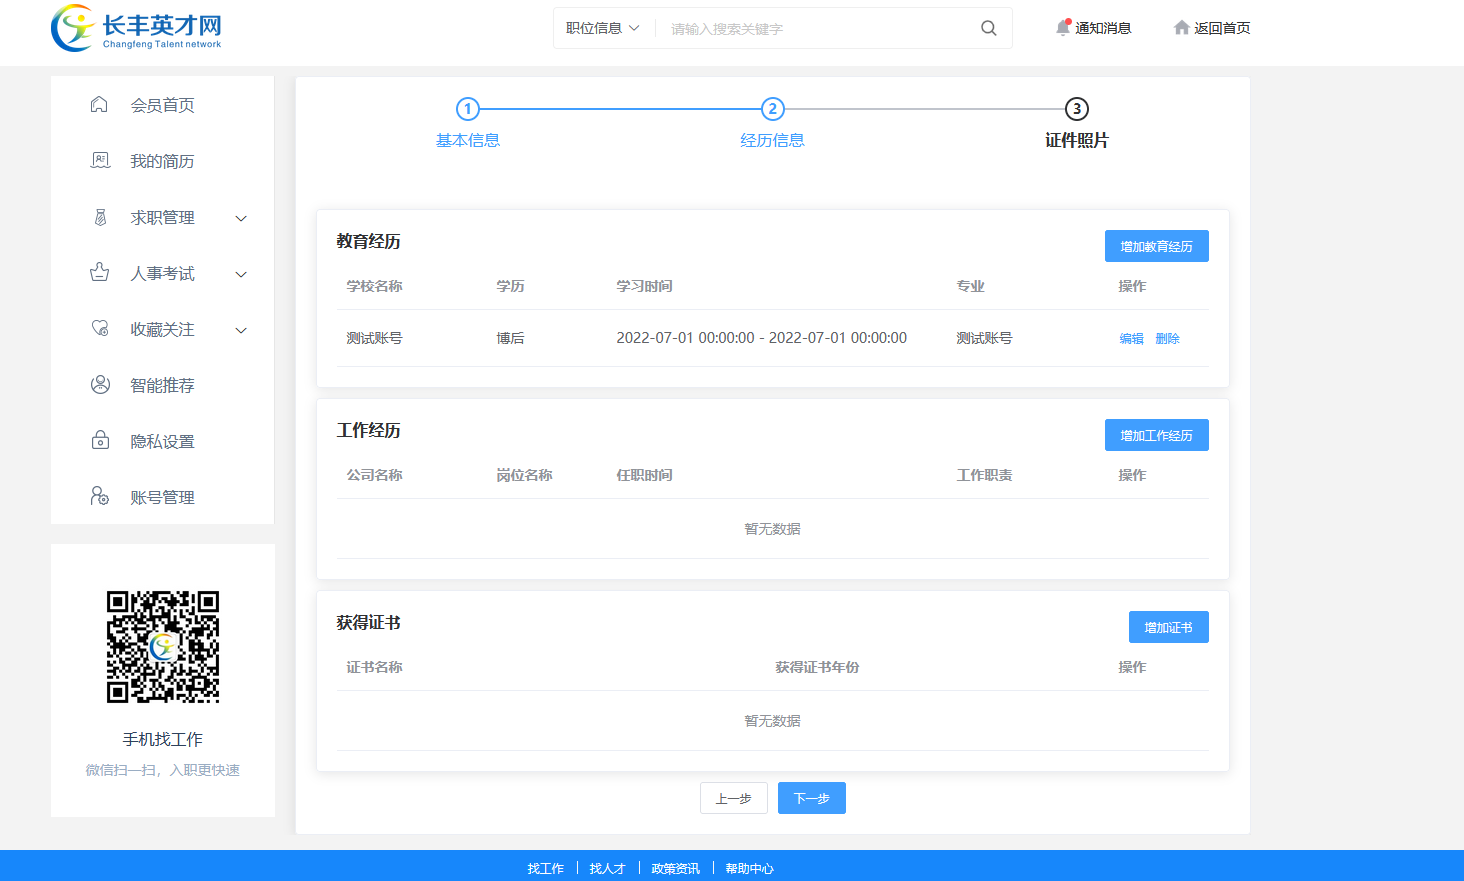 长丰英才网
Changfeng Talent network
职位信息 请输入搜索关键字
通知消息 返回首页
会员首页
我的简历
求职管理
人事考试
收藏关注
智能推荐
隐私设置
账号管理
手机找工作
微信扫一扫，入职更快速
1 2 3
基本信息 经历信息 证件照片
教育经历 增加教育经历
学校名称 学历 学习时间 专业 操作
测试账号 博后 2022-07-01 00:00:00 - 2022-07-01 00:00:00 测试账号 编辑 删除
工作经历 增加工作经历
公司名称 岗位名称 任职时间 工作职责 操作
暂无数据
获得证书 增加证书
证书名称 获得证书年份 操作
暂无数据
上一步 下一步
找工作 找人才 政策资讯 帮助中心